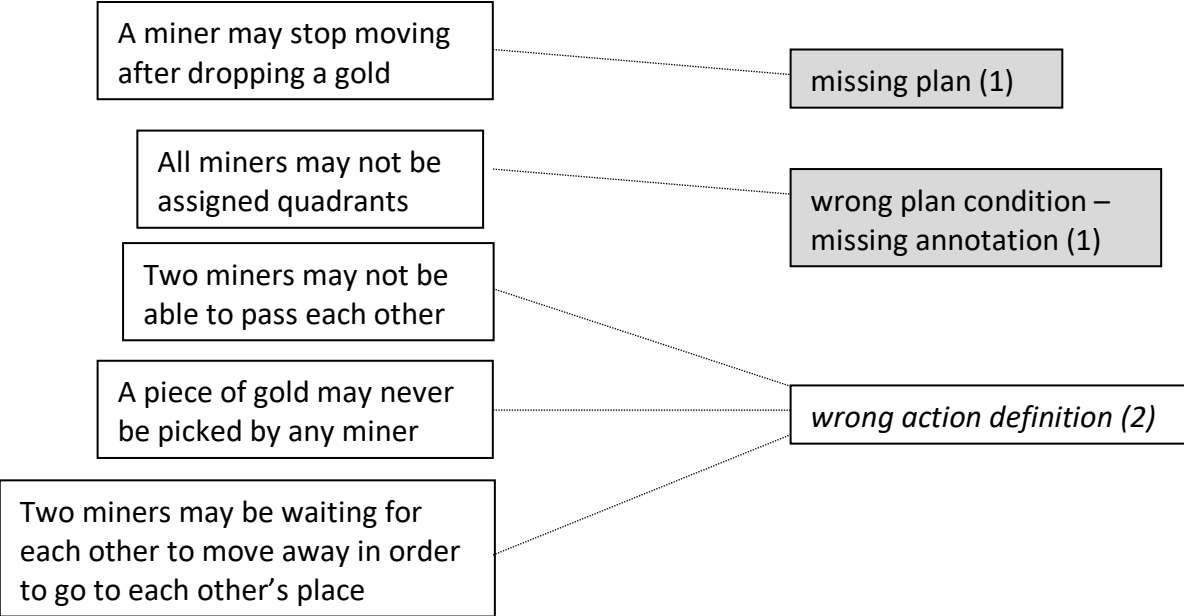 A miner may stop moving
after dropping a gold
missing plan (1)
All miners may not be
assigned quadrants
wrong plan condition –
missing annotation (1)
Two miners may not be
able to pass each other
A piece of gold may never
be picked by any miner
wrong action definition (2)
Two miners may be waiting for
each other to move away in order
to go to each other’s place